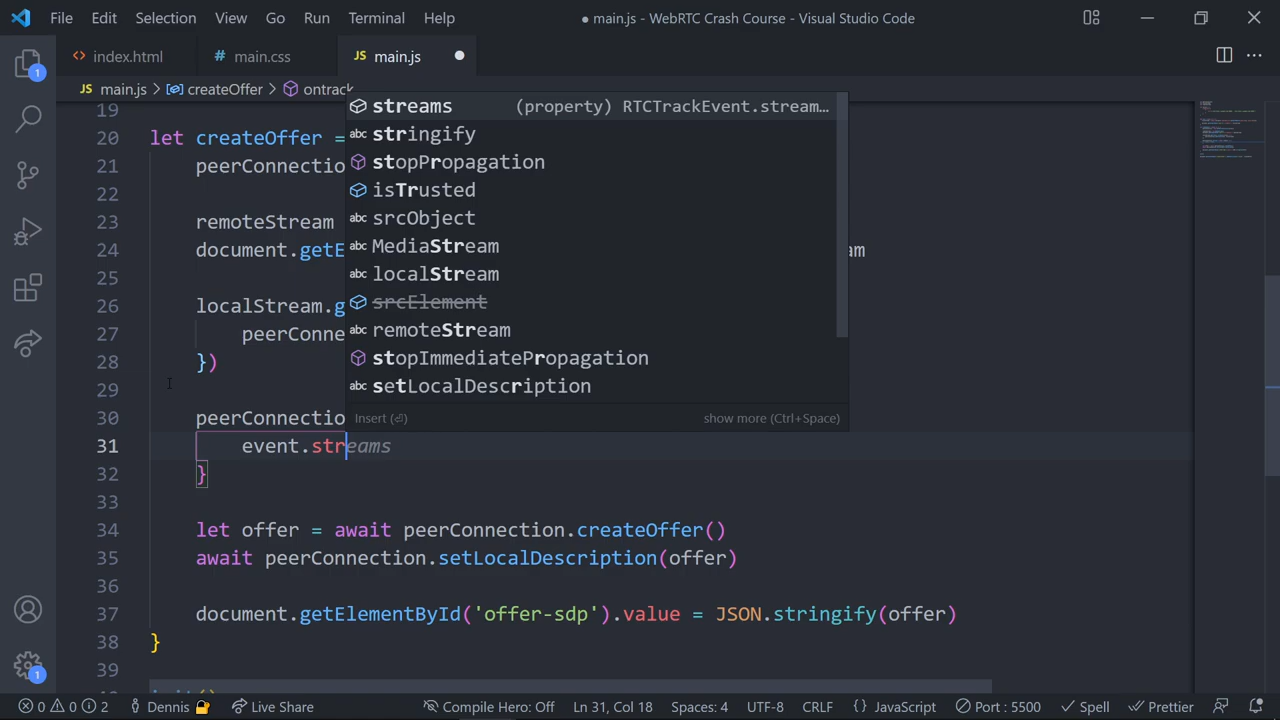 File Edit Selection View Go Run Terminal Help ● main.js - WebRTC Crash Course - Visual Studio Code
<> index.html # main.css JS main.js ●
JS main.js > createOffer > ontrack
19
20 let createOffer =
21 peerConnectio
22
23 remoteStream
24 document.getE am
25
26 localStream.g
27 peerConne
28 })
29
30 peerConnectio
31 event.streams
32 }
33
34 let offer = await peerConnection.createOffer()
35 await peerConnection.setLocalDescription(offer)
36
37 document.getElementById('offer-sdp').value = JSON.stringify(offer)
38 }
39
streams (property) RTCTrackEvent.stream…
abc stringify
stopPropagation
isTrusted
abc srcObject
abc MediaStream
abc localStream
srcElement
abc remoteStream
stopImmediatePropagation
abc setLocalDescription
Insert (⏎) show more (Ctrl+Space)
1
1
0 0 2 Dennis Live Share Compile Hero: Off Ln 31, Col 18 Spaces: 4 UTF-8 CRLF {} JavaScript Port : 5500 Spell Prettier